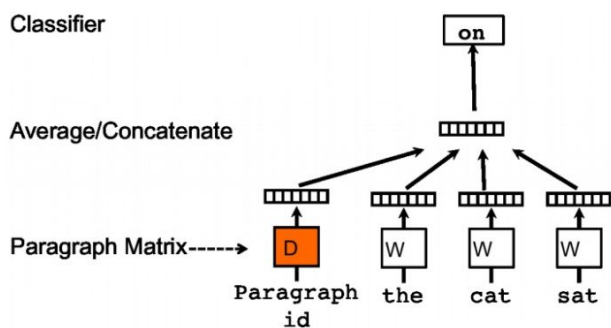 Classifier
on
Average/Concatenate
Paragraph Matrix
D
W
W
W
Paragraph
id
the
cat
sat